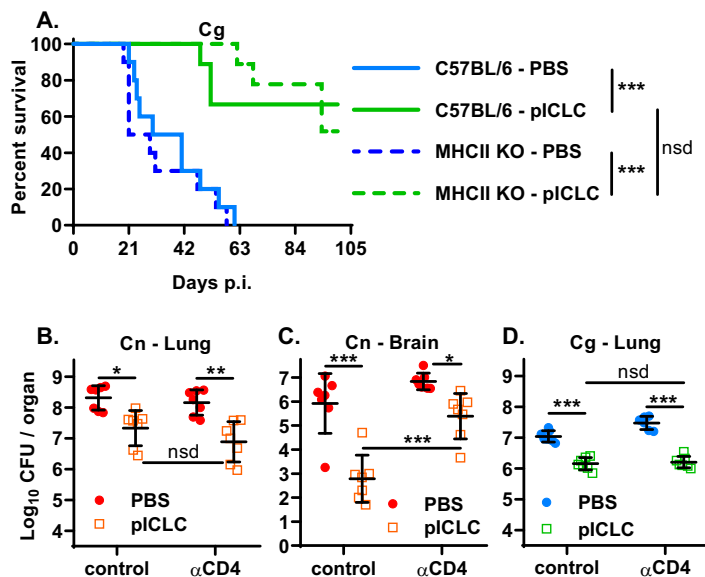 A.
Cg
Percent survival
100
80
60
40
20
0
0 21 42 63 84 105
Days p.i.
C57BL/6 - PBS
C57BL/6 - pICLC
MHCII KO - PBS
MHCII KO - pICLC
***
***
nsd
B.
Cn - Lung
Log10 CFU / organ
9
8
7
6
5
4
* **
nsd
PBS
pICLC
control αCD4
C.
Cn - Brain
7
6
5
4
3
2
1
*** *
***
PBS
pICLC
control αCD4
D.
Cg - Lung
9
8
7
6
5
4
nsd
*** ***
PBS
pICLC
control αCD4